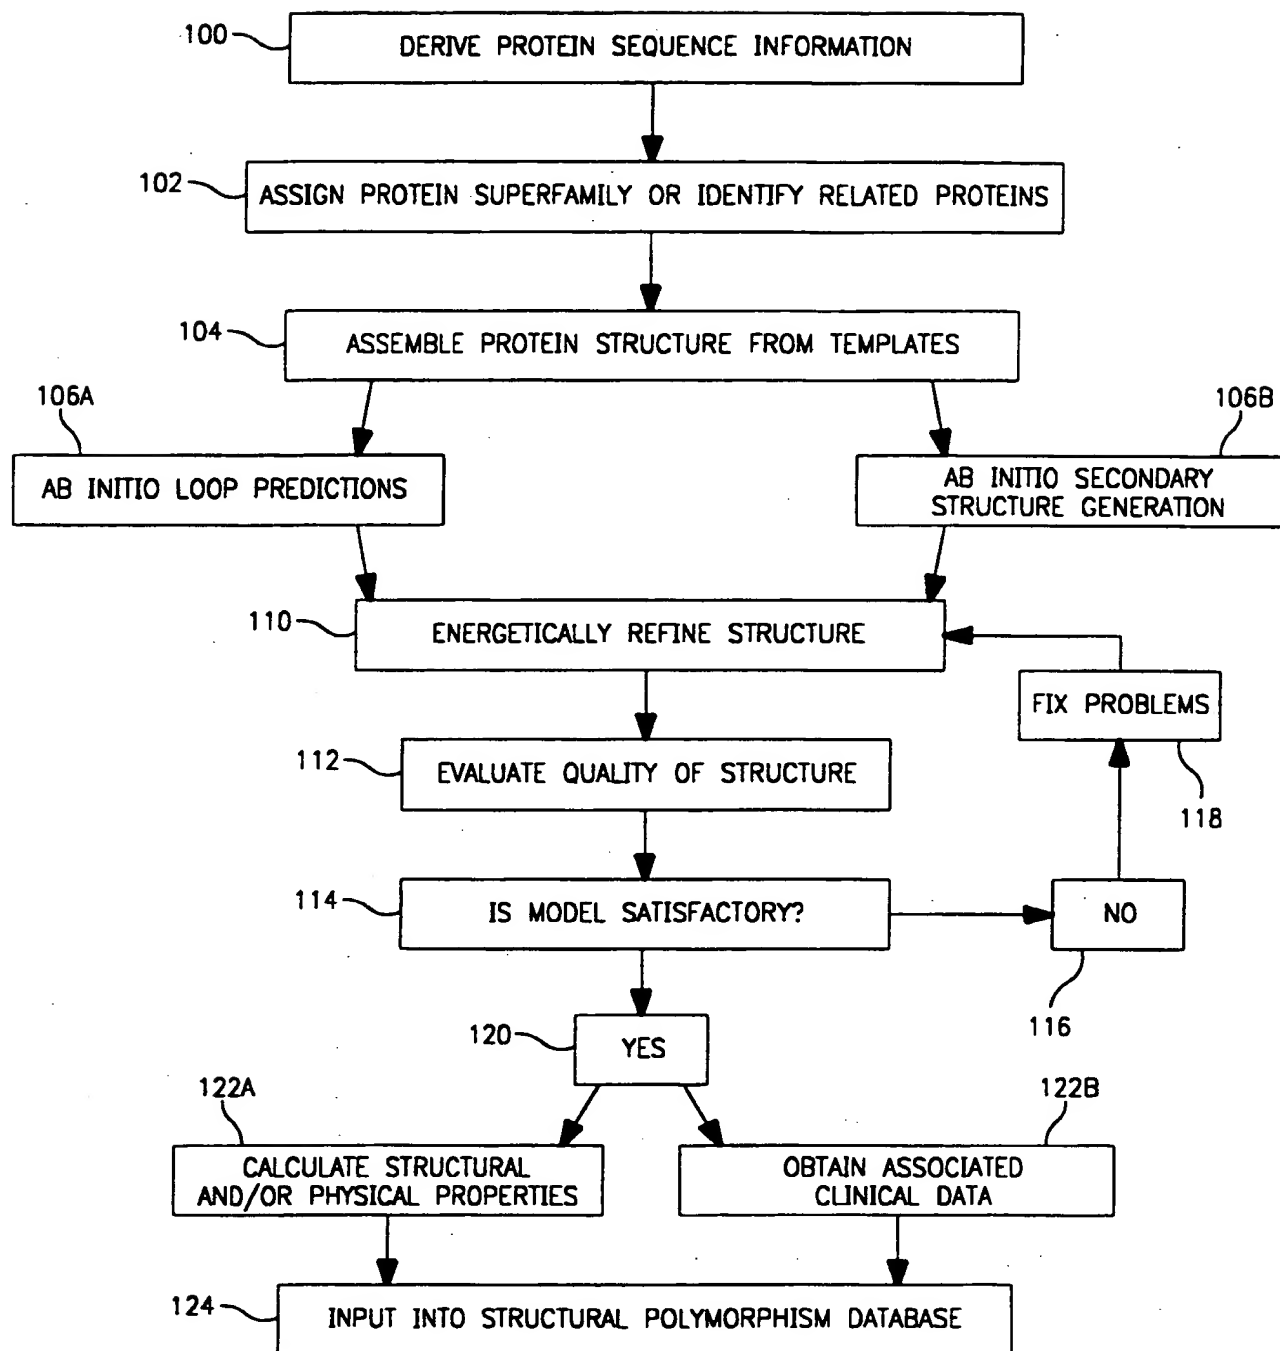 100
DERIVE PROTEIN SEQUENCE INFORMATION
102
ASSIGN PROTEIN SUPERFAMILY OR IDENTIFY RELATED PROTEINS
104
ASSEMBLE PROTEIN STRUCTURE FROM TEMPLATES
106A
106B
AB INITIO LOOP PREDICTIONS
AB INITIO SECONDARY
STRUCTURE GENERATION
110
ENERGETICALLY REFINE STRUCTURE
FIX PROBLEMS
112
EVALUATE QUALITY OF STRUCTURE
118
114
IS MODEL SATISFACTORY?
NO
116
120
YES
122A
122B
CALCULATE STRUCTURAL
AND/OR PHYSICAL PROPERTIES
OBTAIN ASSOCIATED
CLINICAL DATA
124
INPUT INTO STRUCTURAL POLYMORPHISM DATABASE